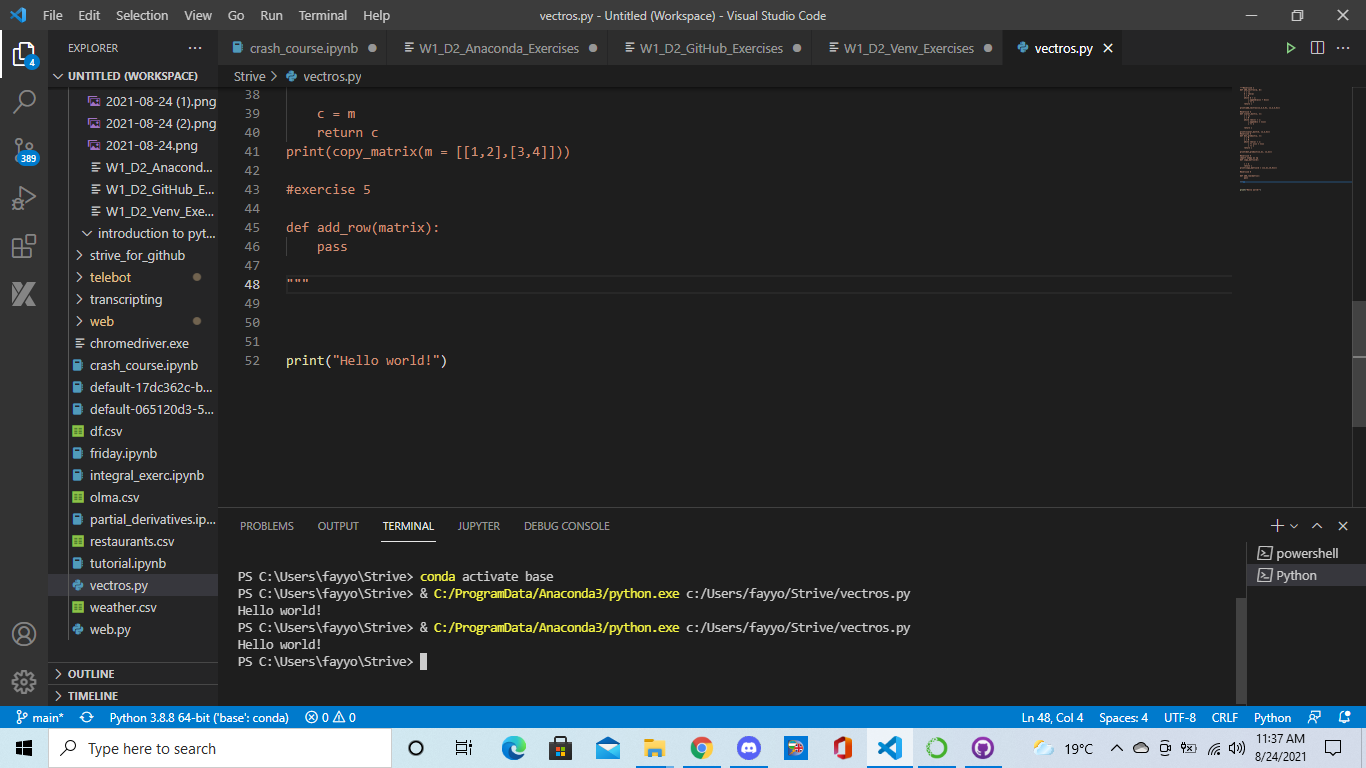 File Edit Selection View Go Run Terminal Help
vectros.py - Untitled (Workspace) - Visual Studio Code
EXPLORER
crash_course.ipynb
W1_D2_Anaconda_Exercises
W1_D2_GitHub_Exercises
W1_D2_Venv_Exercises
vectros.py
4
389
UNTITLED (WORKSPACE)
2021-08-24 (1).png
2021-08-24 (2).png
2021-08-24.png
W1_D2_Anacond...
W1_D2_GitHub_E...
W1_D2_Venv_Exe...
introduction to pyt...
strive_for_github
telebot
transcripting
web
chromedriver.exe
crash_course.ipynb
default-17dc362c-b...
default-065120d3-5...
df.csv
friday.ipynb
integral_exerc.ipynb
olma.csv
partial_derivatives.ip...
restaurants.csv
tutorial.ipynb
vectros.py
weather.csv
web.py
OUTLINE
TIMELINE
Strive > vectros.py
38
39 c = m
40 return c
41 print(copy_matrix(m = [[1,2],[3,4]]))
42
43 #exercise 5
44
45 def add_row(matrix):
46 pass
47
48 """
49
50
51
52 print("Hello world!")
PROBLEMS OUTPUT TERMINAL JUPYTER DEBUG CONSOLE
PS C:\Users\fayyo\Strive> conda activate base
PS C:\Users\fayyo\Strive> & C:/ProgramData/Anaconda3/python.exe c:/Users/fayyo/Strive/vectros.py
Hello world!
PS C:\Users\fayyo\Strive> & C:/ProgramData/Anaconda3/python.exe c:/Users/fayyo/Strive/vectros.py
Hello world!
PS C:\Users\fayyo\Strive>
powershell
Python
main* Python 3.8.8 64-bit ('base': conda) 0 0 Ln 48, Col 4 Spaces: 4 UTF-8 CRLF Python
Type here to search
19°C
11:37 AM
8/24/2021